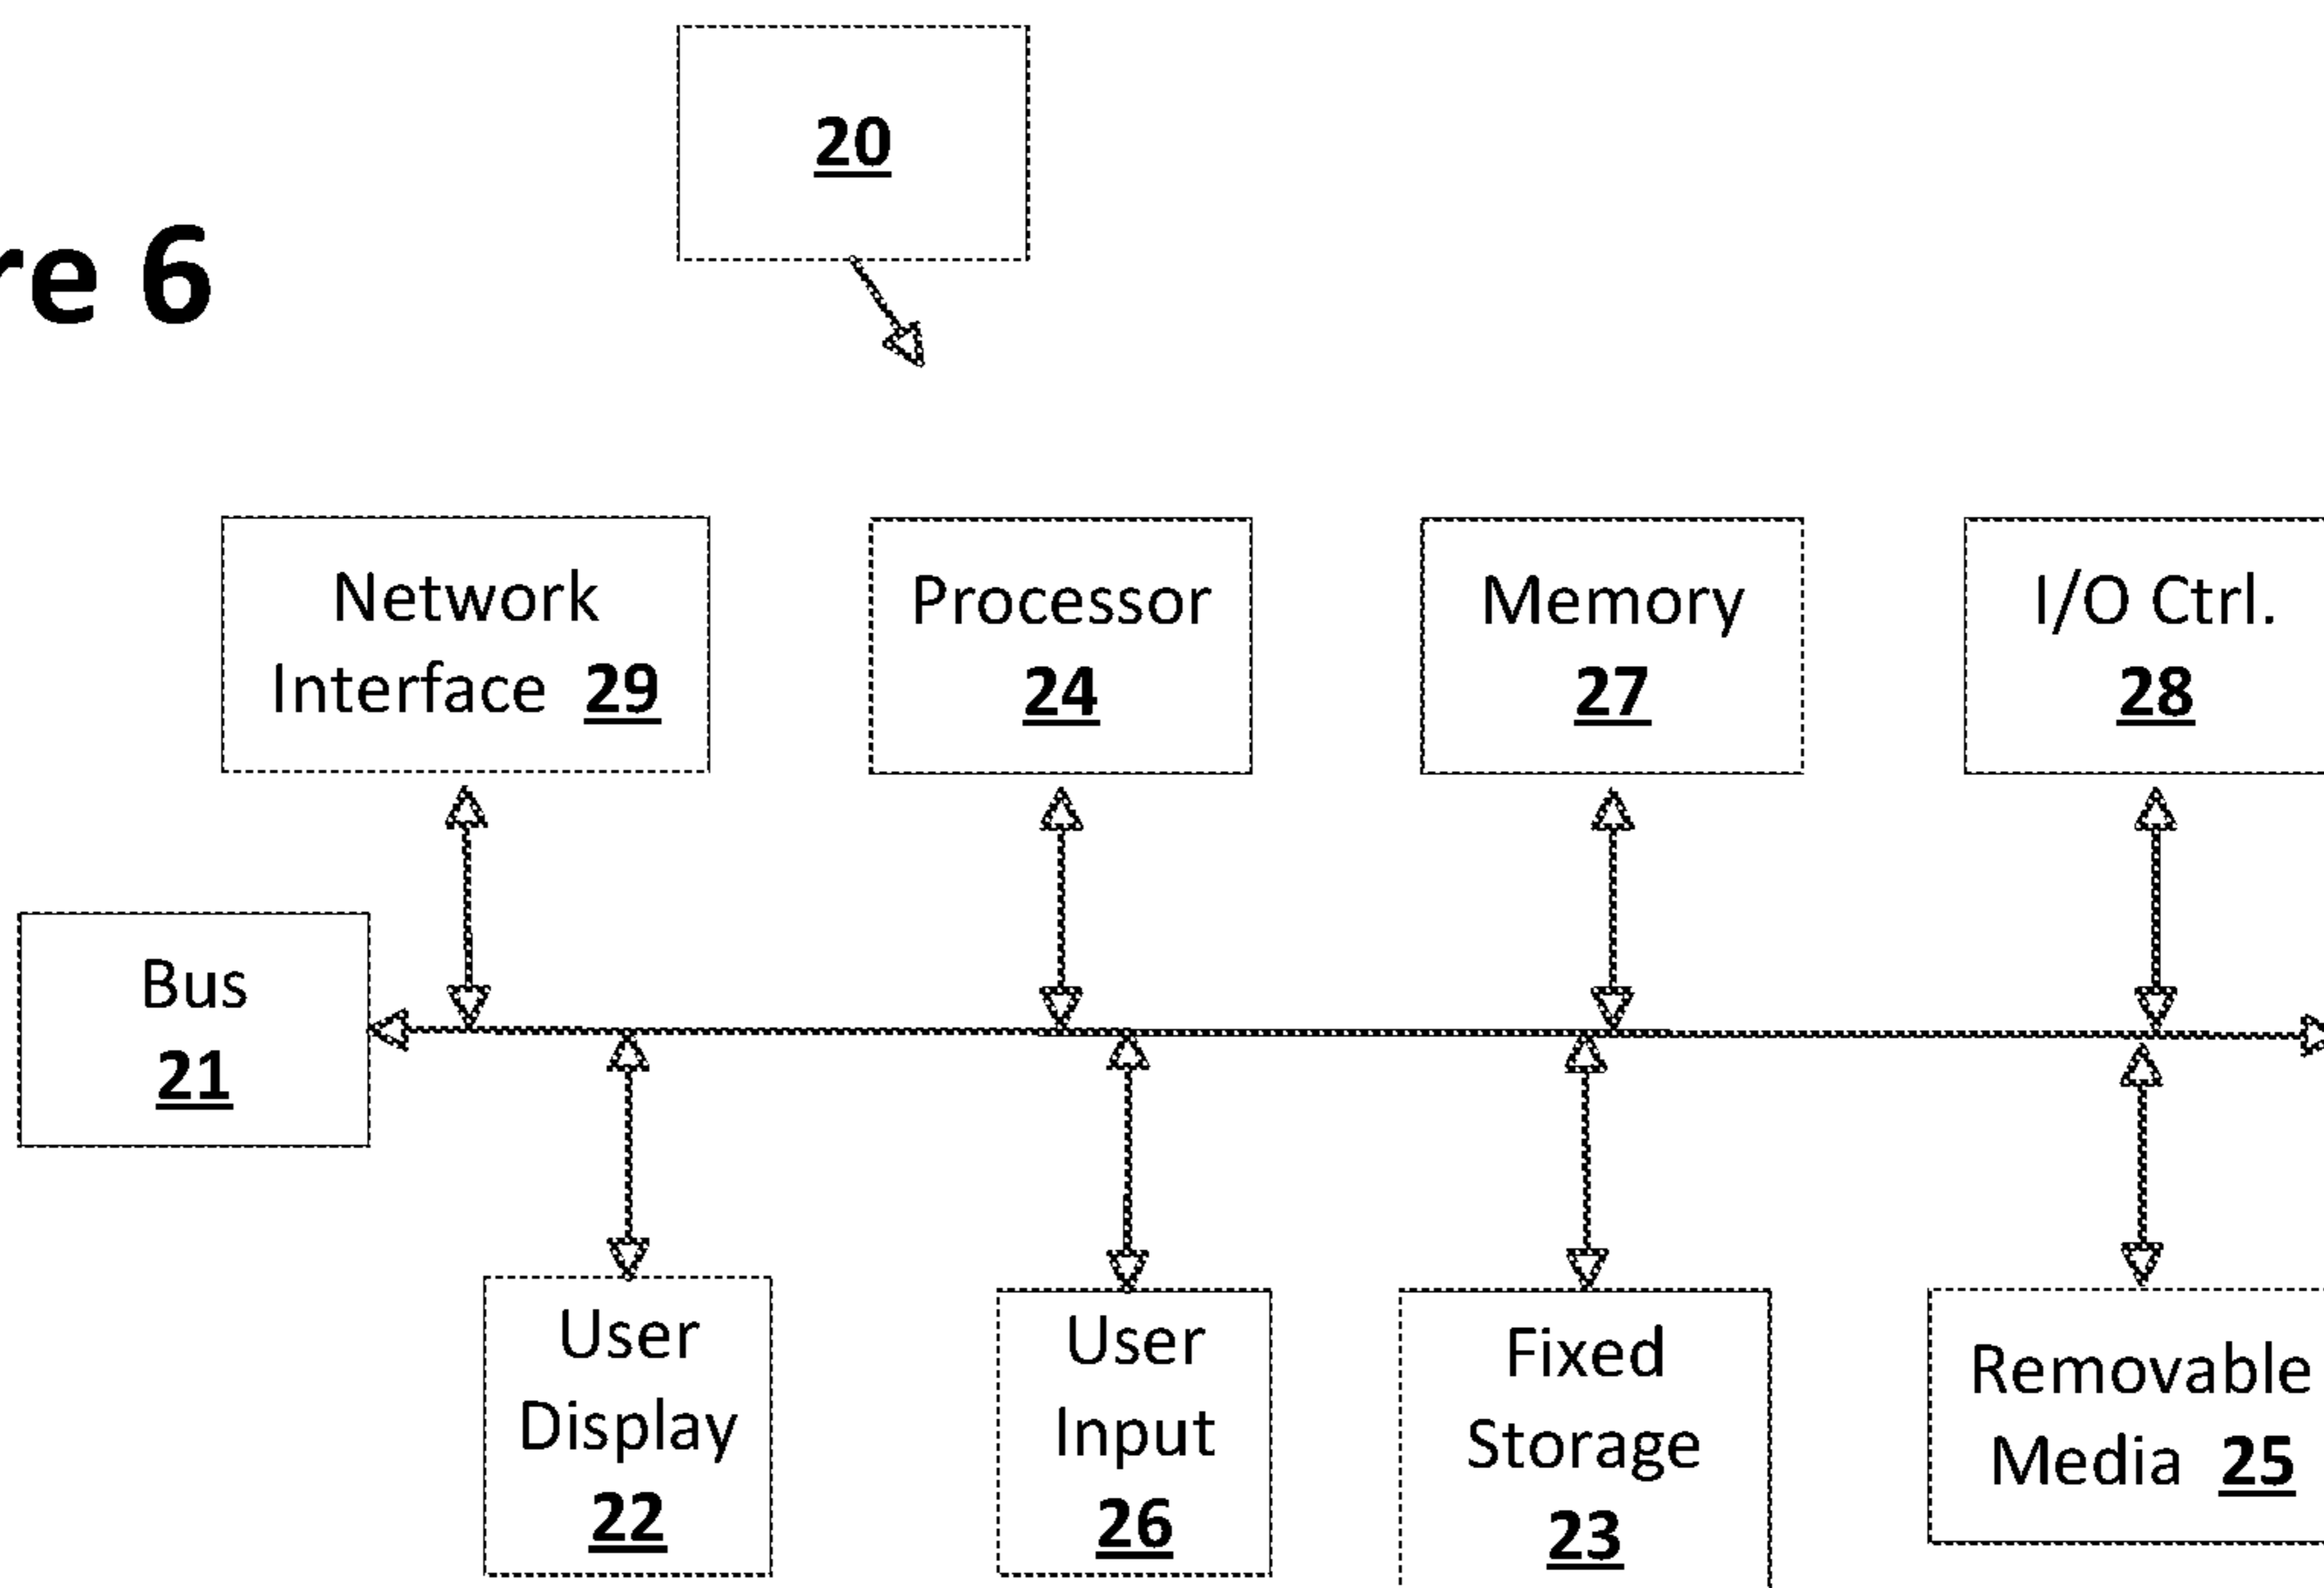 20
re 6
Network
Interface 29
Processor
24
Memory
27
I/O Ctrl.
28
Bus
21
User
Display
22
User
Input
26
Fixed
Storage
23
Removable
Media 25